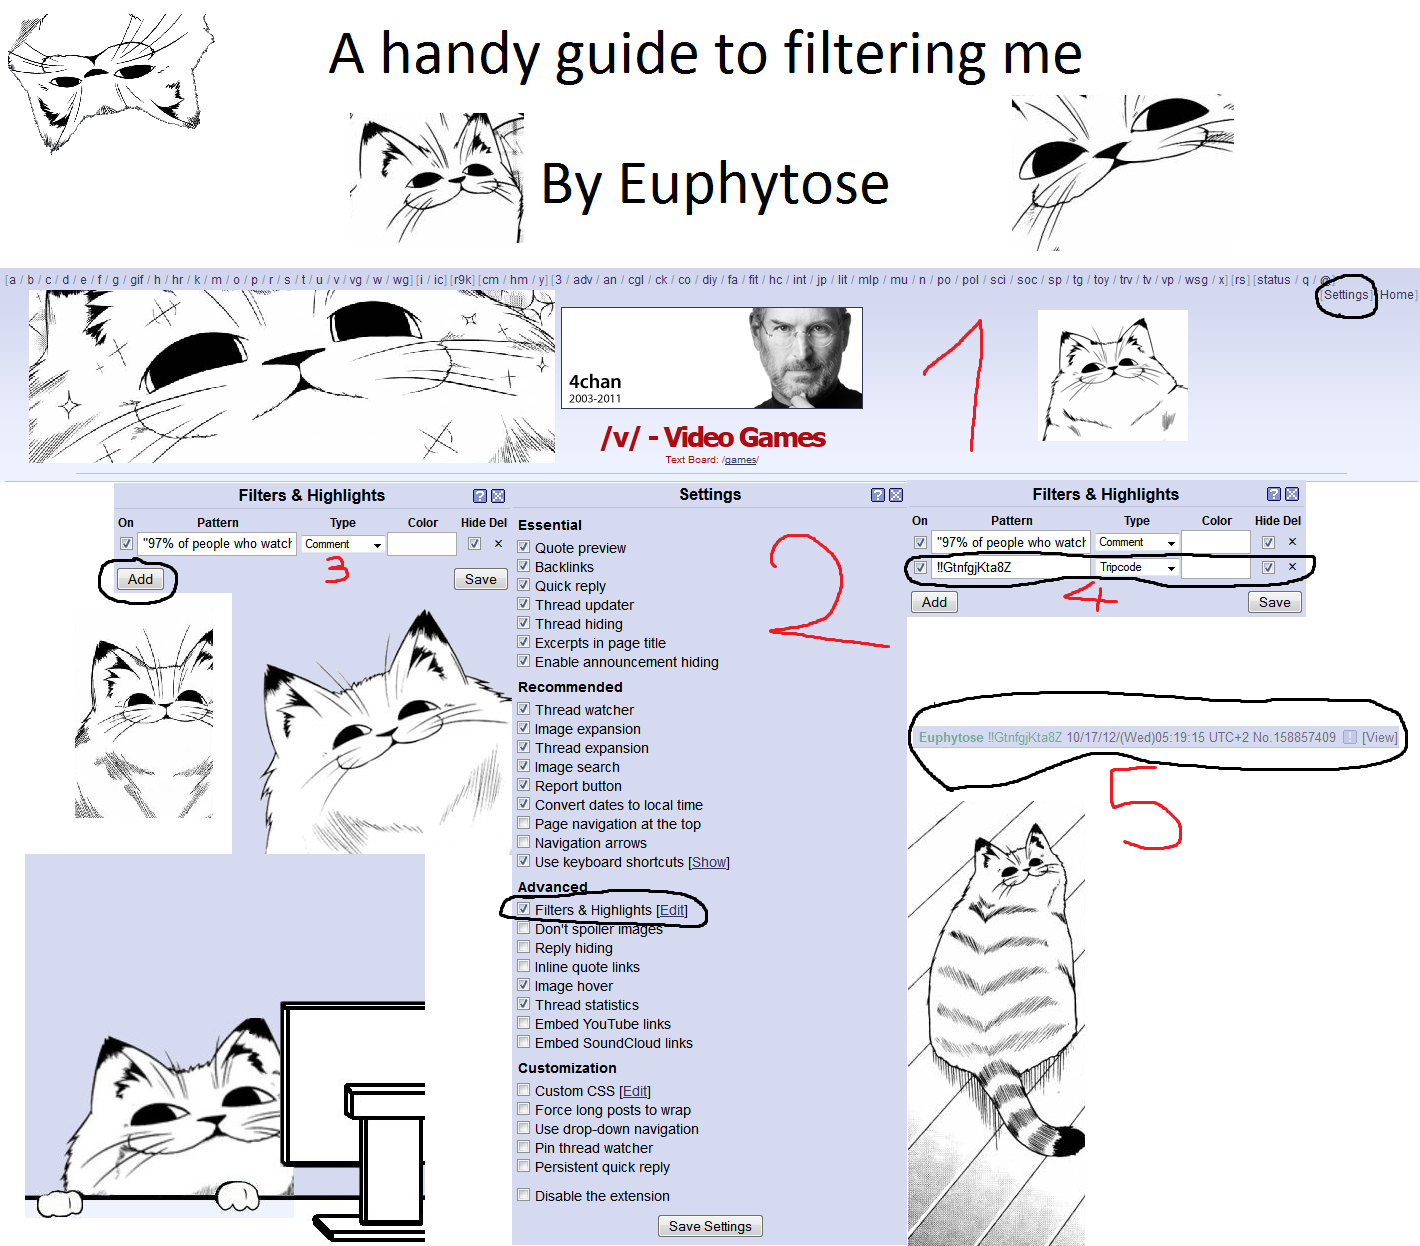 A handy guide to filtering me
By Euphytose
[a / b / c / d / e / f / g / gif / h / hr / k / m / o / p / r / s / t / u / v / vg / w / wg] [i / ic] [r9k] [cm / hm / y] [3 / adv / an / cgl / ck / co / diy / fa / fit / hc / int / jp / lit / mlp / mu / n / po / pol / sci / soc / sp / tg / toy / trv / tv / vp / wsg / x] [rs] [status / q / @]
[Settings] [Home]
4chan
2003-2011
1
/v/ - Video Games
Text Board: /games/
Filters & Highlights
On Pattern Type Color Hide Del
"97% of people who watch Comment ×
3
Add Save
Settings
Essential
Quote preview
Backlinks
Quick reply
Thread updater
Thread hiding
Excerpts in page title
Enable announcement hiding
2
Recommended
Thread watcher
Image expansion
Thread expansion
Image search
Report button
Convert dates to local time
Page navigation at the top
Navigation arrows
Use keyboard shortcuts [Show]
Advanced
Filters & Highlights [Edit]
Don't spoiler images
Reply hiding
Inline quote links
Image hover
Thread statistics
Embed YouTube links
Embed SoundCloud links
Customization
Custom CSS [Edit]
Force long posts to wrap
Use drop-down navigation
Pin thread watcher
Persistent quick reply
Disable the extension
Save Settings
Filters & Highlights
On Pattern Type Color Hide Del
"97% of people who watch Comment ×
!!GtnfgjKta8Z Tripcode ×
4
Add Save
Euphytose !!GtnfgjKta8Z 10/17/12/(Wed)05:19:15 UTC+2 No.158857409 ! [View]
5